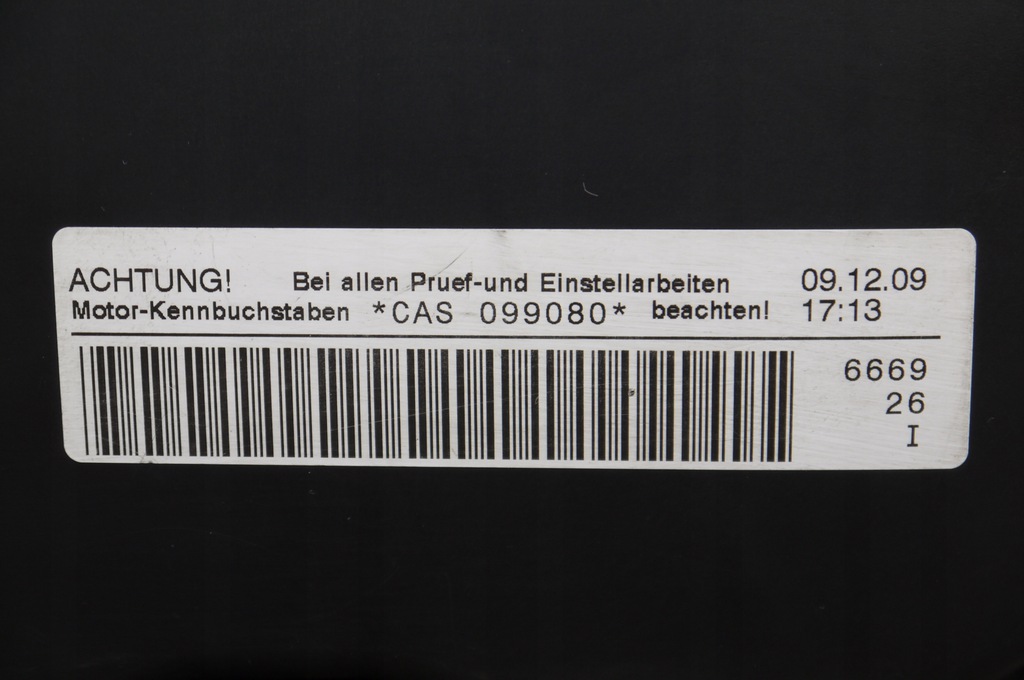 ACHTUNG! Bei allen Pruef-und Einstellarbeiten 09.12.09
Motor-Kennbuchstaben *CAS 099080* beachten! 17:13
6669
26
I